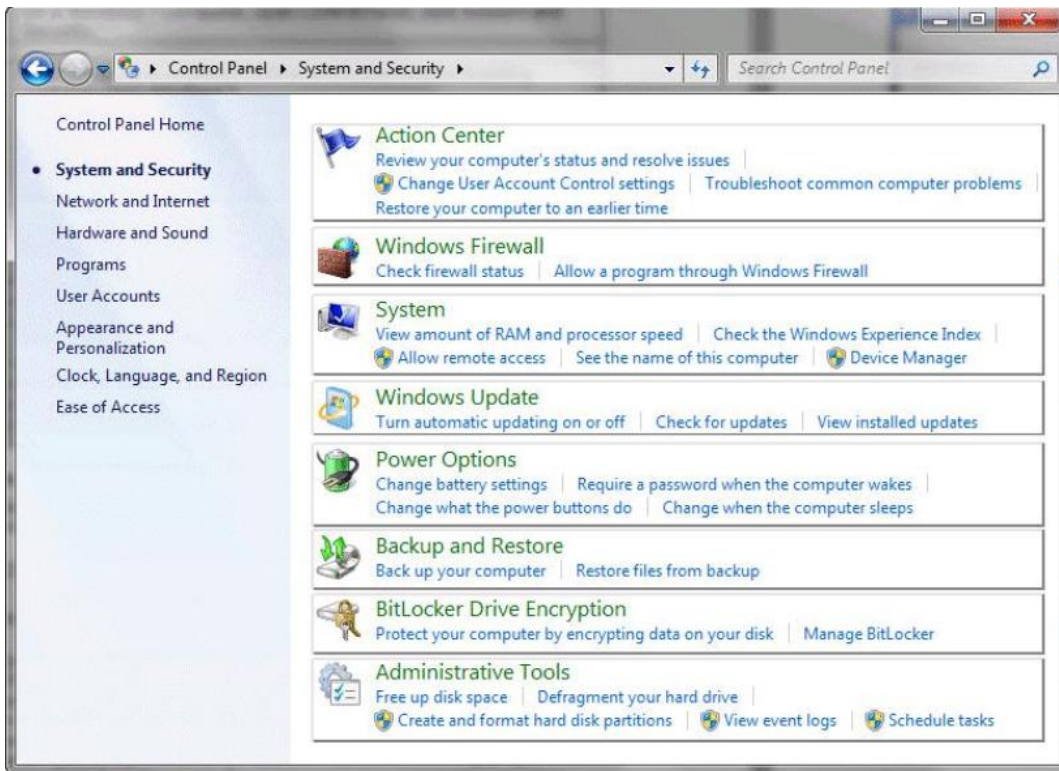 Control Panel System and Security
Search Control Panel
Control Panel Home
System and Security
Network and Internet
Hardware and Sound
Programs
User Accounts
Appearance and
Personalization
Clock, Language, and Region
Ease of Access
Action Center
Review your computer's status and resolve issues
Change User Account Control settings Troubleshoot common computer problems
Restore your computer to an earlier time
Windows Firewall
Check firewall status Allow a program through Windows Firewall
System
View amount of RAM and processor speed Check the Windows Experience Index
Allow remote access See the name of this computer Device Manager
Windows Update
Turn automatic updating on or off Check for updates View installed updates
Power Options
Change battery settings Require a password when the computer wakes
Change what the power buttons do Change when the computer sleeps
Backup and Restore
Back up your computer Restore files from backup
BitLocker Drive Encryption
Protect your computer by encrypting data on your disk Manage BitLocker
Administrative Tools
Free up disk space Defragment your hard drive
Create and format hard disk partitions View event logs Schedule tasks